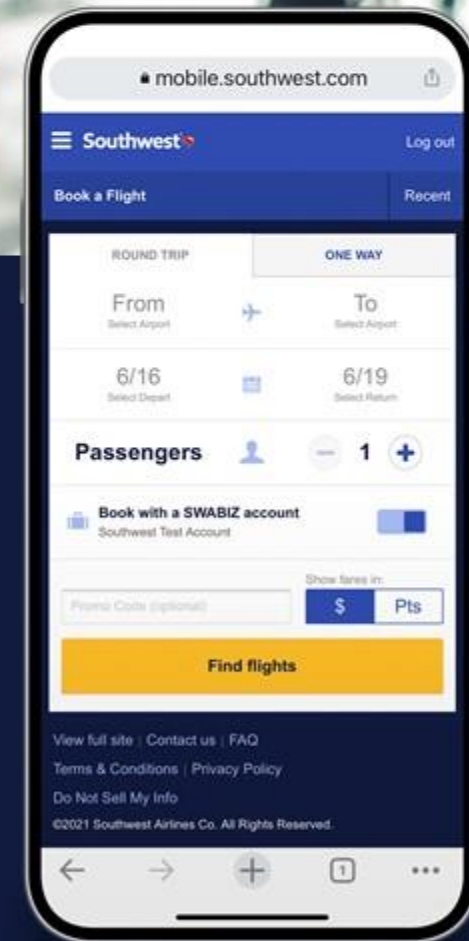 mobile.southwest.com
Southwest
Log out
Book a Flight
Recent
ROUND TRIP
ONE WAY
From
To
Select Airport
Select Airport
6/16
6/19
Select Depart
Select Return
Passengers
1
Book with a SWABIZ account
Southwest Test Account
Show fares in:
Promo Code (optional)
$
Pts
Find flights
View full site | Contact us | FAQ
Terms & Conditions | Privacy Policy
Do Not Sell My Info
©2021 Southwest Airlines Co. All Rights Reserved.
1